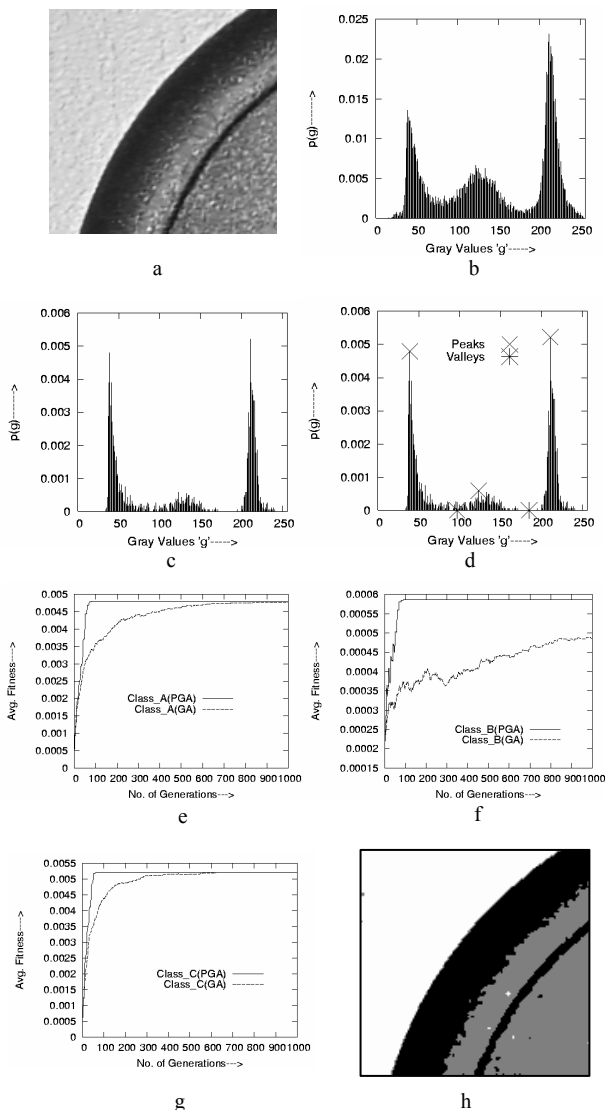 a
0.025
0.02
0.015
0.01
0.005
0
p(g)------>
0 50 100 150 200 250
Gray Values 'g'----->
b
0.006
0.005
0.004
0.003
0.002
0.001
0
p(g)------>
0 50 100 150 200 250
Gray Values 'g'----->
c
0.006
0.005
0.004
0.003
0.002
0.001
0
p(g)------>
Peaks
Valleys
0 50 100 150 200 250
Gray Values 'g'----->
d
0.005
0.0045
0.004
0.0035
0.003
0.0025
0.002
0.0015
0.001
0.0005
0
Avg. Fitness---->
Class_A(PGA)
Class_A(GA)
0 100 200 300 400 500 600 700 800 9001000
No. of Generations--->
e
0.0006
0.00055
0.0005
0.00045
0.0004
0.00035
0.0003
0.00025
0.0002
0.00015
Avg. Fitness---->
Class_B(PGA)
Class_B(GA)
0 100 200 300 400 500 600 700 800 9001000
No. of Generations--->
f
0.0055
0.005
0.0045
0.004
0.0035
0.003
0.0025
0.002
0.0015
0.001
0.0005
0
Avg. Fitness---->
Class_C(PGA)
Class_C(GA)
0 100 200 300 400 500 600 700 800 9001000
No. of Generations--->
g
h